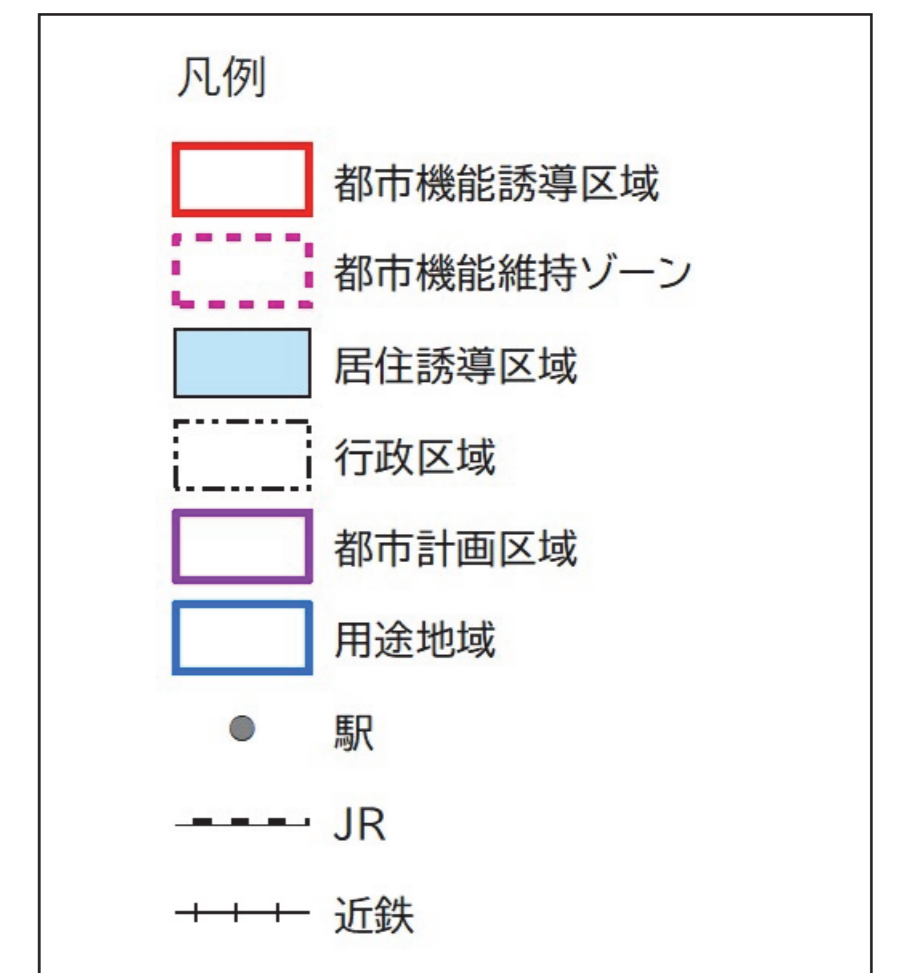 凡例
都市機能誘導区域
都市機能維持ゾーン
居住誘導区域
行政区域
都市計画区域
用途地域
駅
JR
近鉄